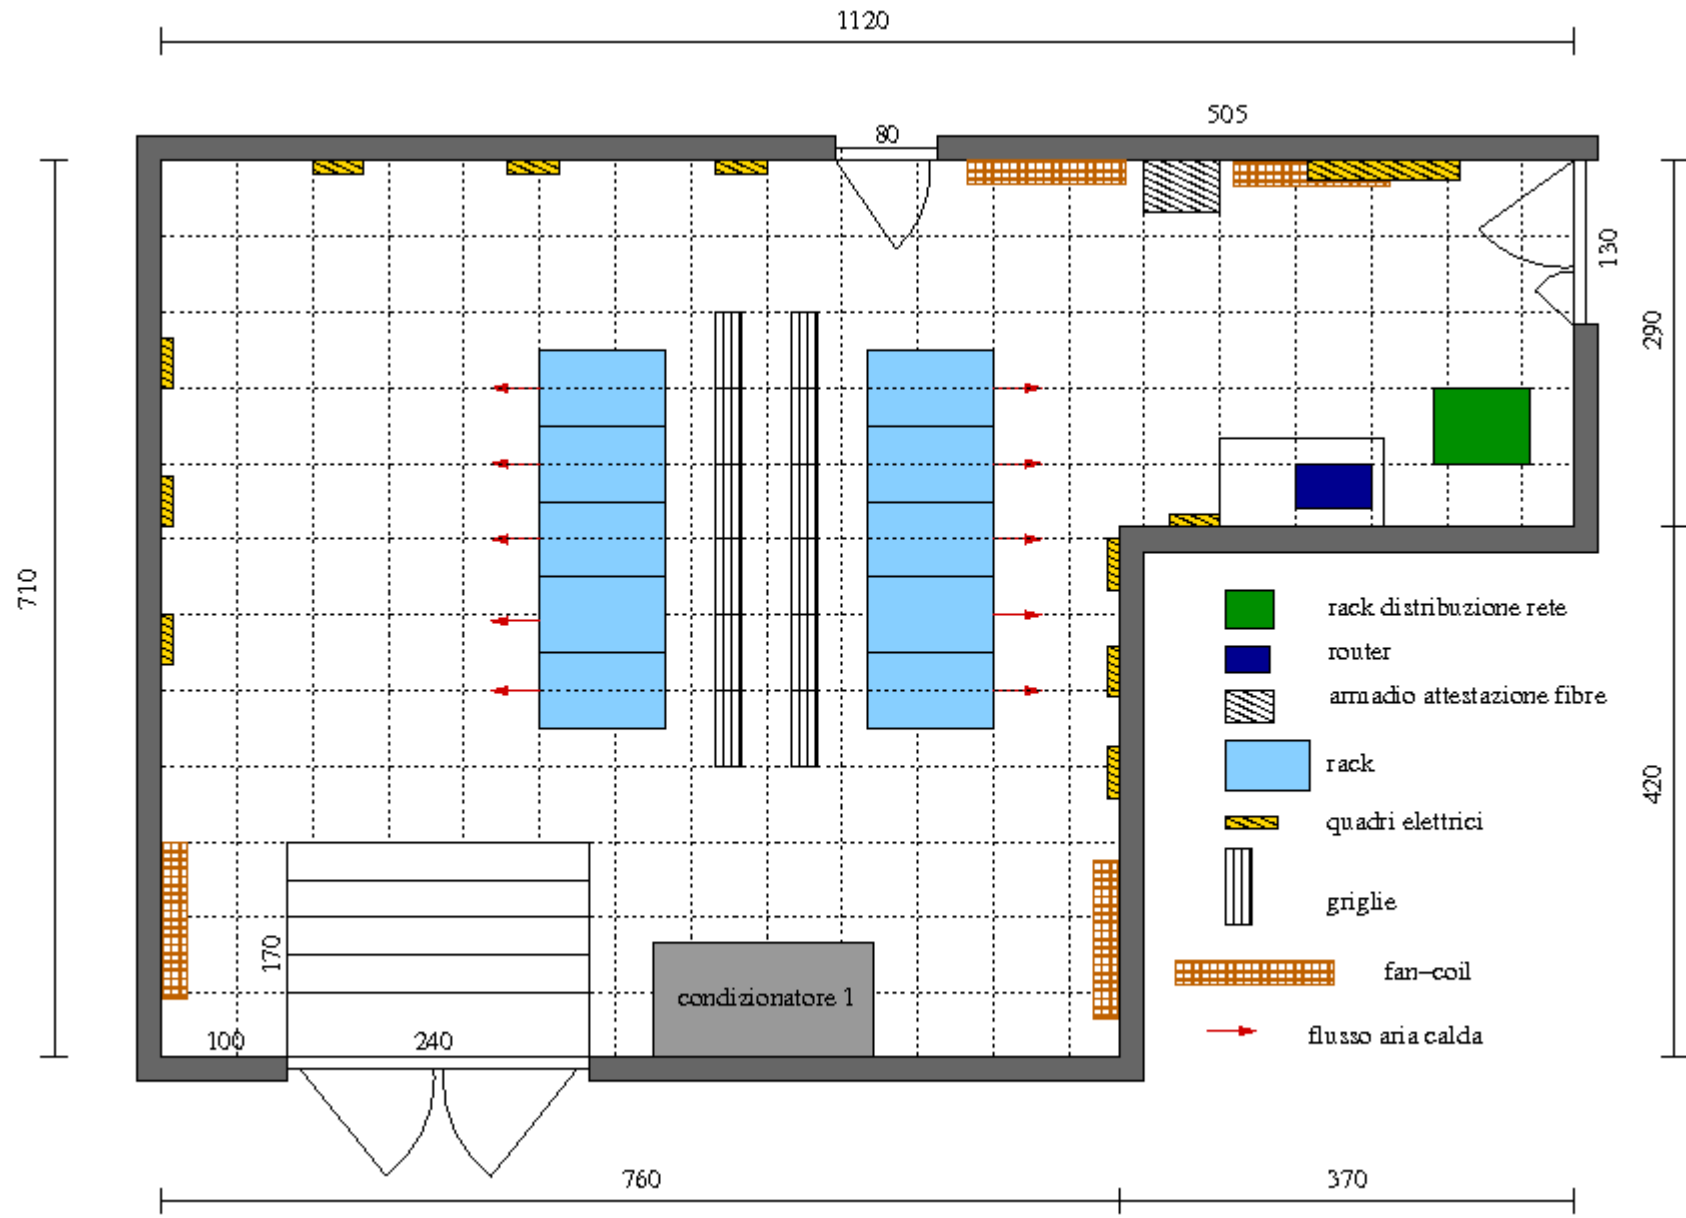 1120
505
80
130
290
710
rack distribuzione rete
router
armadio attestazione fibre
rack
420
quadri elettrici
griglie
170
fan-coil
condizionatore 1
flusso aria calda
100
240
760
370